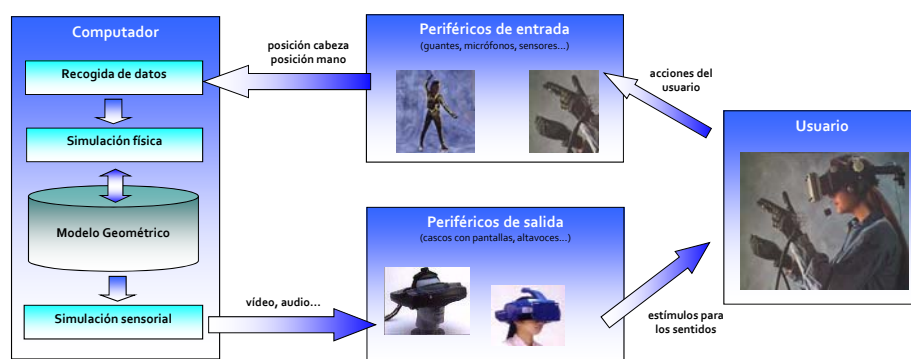 Computador
Recogida de datos
Simulación física
Modelo Geométrico
Simulación sensorial
posición cabeza
posición mano
Periféricos de entrada
(guantes, micrófonos, sensores...)
acciones del
usuario
Usuario
Periféricos de salida
(cascos con pantallas, altavoces...)
vídeo, audio...
estímulos para
los sentidos